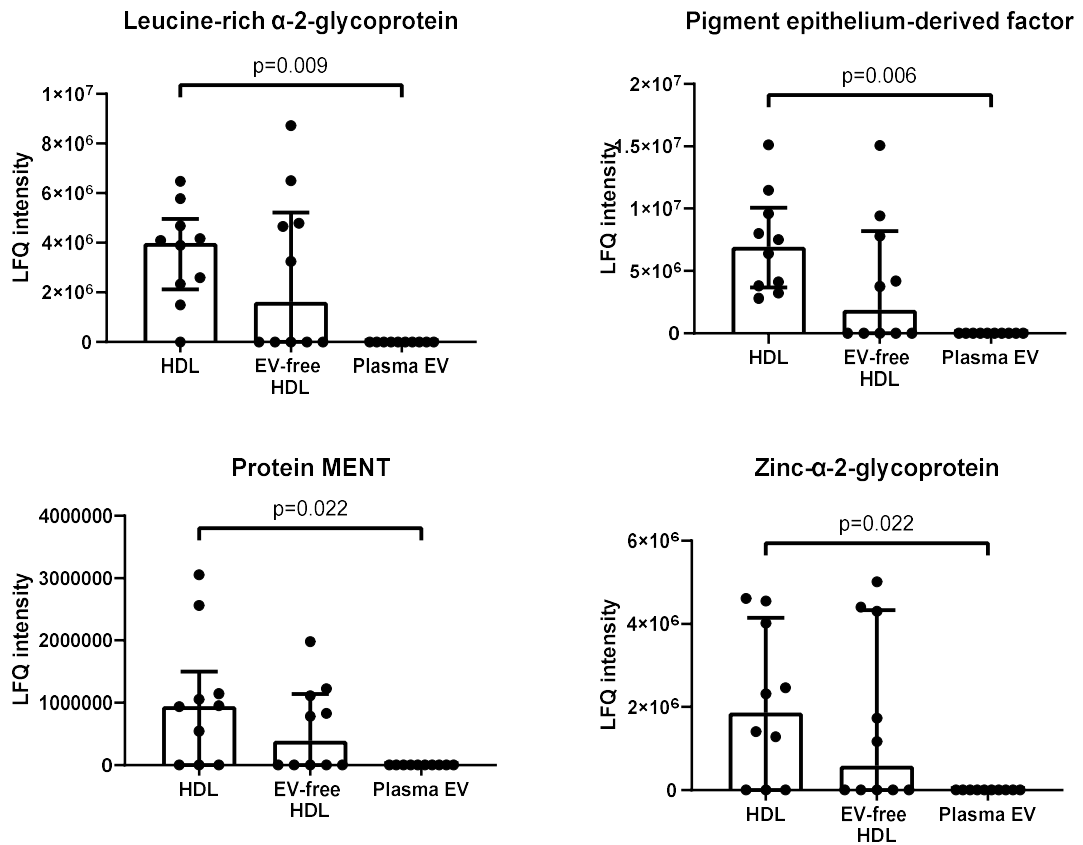 Leucine-rich α-2-glycoprotein
p=0.009
1×10⁷
8×10⁶
6×10⁶
4×10⁶
2×10⁶
0
LFQ intensity
HDL
EV-free
HDL
Plasma EV
Pigment epithelium-derived factor
p=0.006
2×10⁷
1.5×10⁷
1×10⁷
5×10⁶
0
LFQ intensity
HDL
EV-free
HDL
Plasma EV
Protein MENT
p=0.022
4000000
3000000
2000000
1000000
0
LFQ intensity
HDL
EV-free
HDL
Plasma EV
Zinc-α-2-glycoprotein
p=0.022
6×10⁶
4×10⁶
2×10⁶
0
LFQ intensity
HDL
EV-free
HDL
Plasma EV